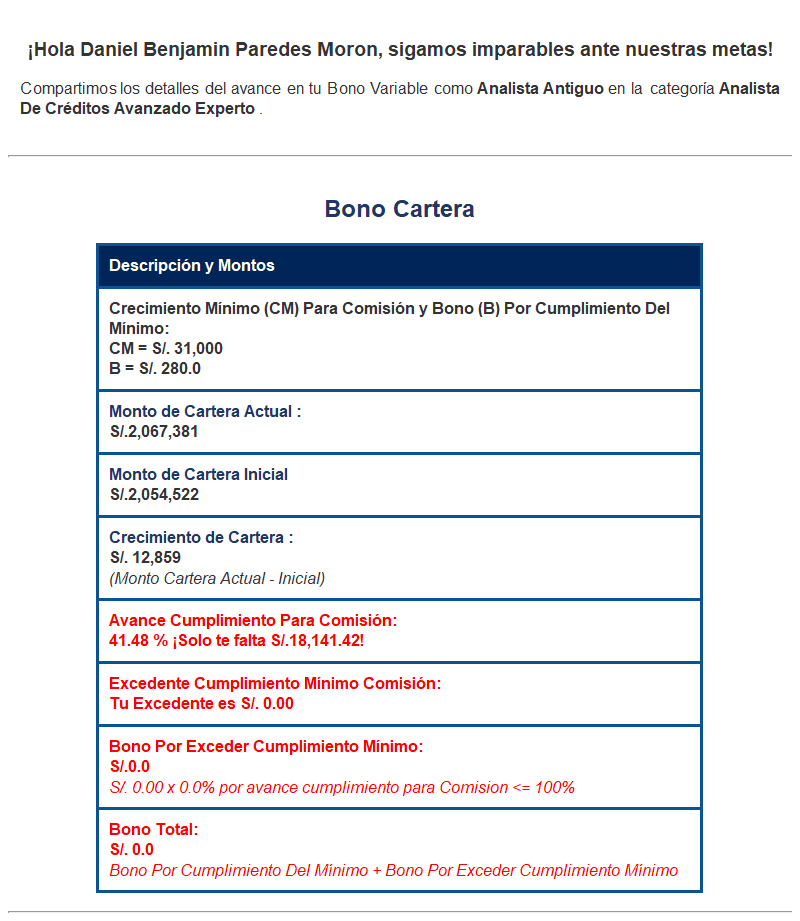 ¡Hola Daniel Benjamin Paredes Moron, sigamos imparables ante nuestras metas!
Compartimos los detalles del avance en tu Bono Variable como Analista Antiguo en la categoría Analista
De Créditos Avanzado Experto .
Bono Cartera
Descripción y Montos
Crecimiento Mínimo (CM) Para Comisión y Bono (B) Por Cumplimiento Del
Mínimo:
CM = S/. 31,000
B = S/. 280.0
Monto de Cartera Actual :
S/.2,067,381
Monto de Cartera Inicial
S/.2,054,522
Crecimiento de Cartera :
S/. 12,859
(Monto Cartera Actual - Inicial)
Avance Cumplimiento Para Comisión:
41.48 % ¡Solo te falta S/.18,141.42!
Excedente Cumplimiento Mínimo Comisión:
Tu Excedente es S/. 0.00
Bono Por Exceder Cumplimiento Mínimo:
S/.0.0
S/. 0.00 x 0.0% por avance cumplimiento para Comision <= 100%
Bono Total:
S/. 0.0
Bono Por Cumplimiento Del Mínimo + Bono Por Exceder Cumplimiento Mínimo